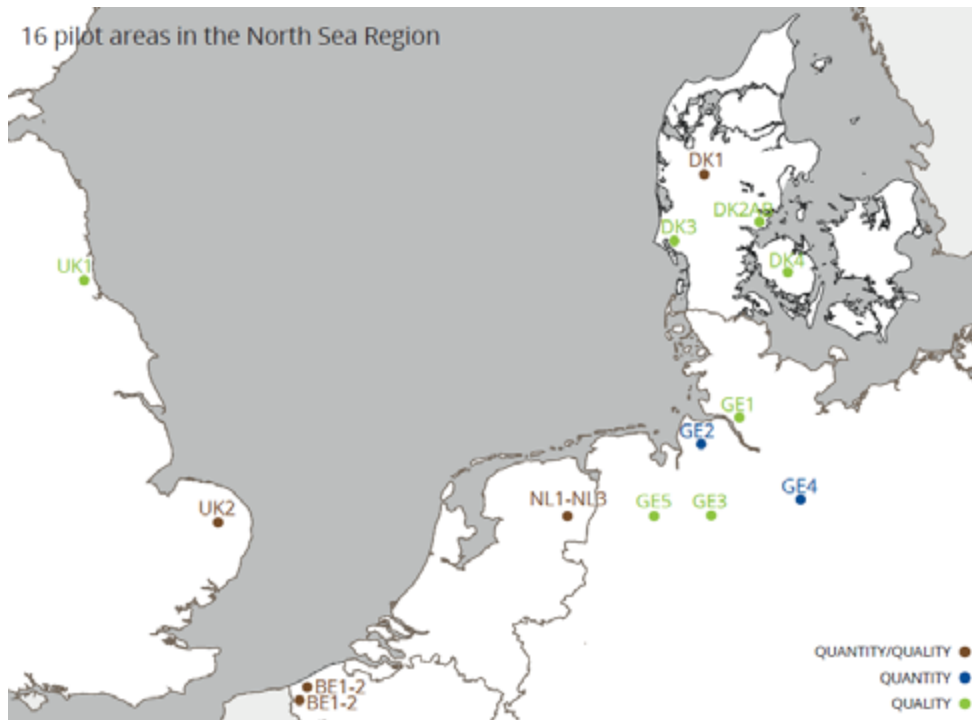 16 pilot areas in the North Sea Region
DK1
DK2AB
DK3
UK1
DK4
GE1
GE2
GE4
NL1-NL3
GE5
GE3
UK2
QUANTITY/QUALITY
QUANTITY
BE1-2
BE1-2
QUALITY